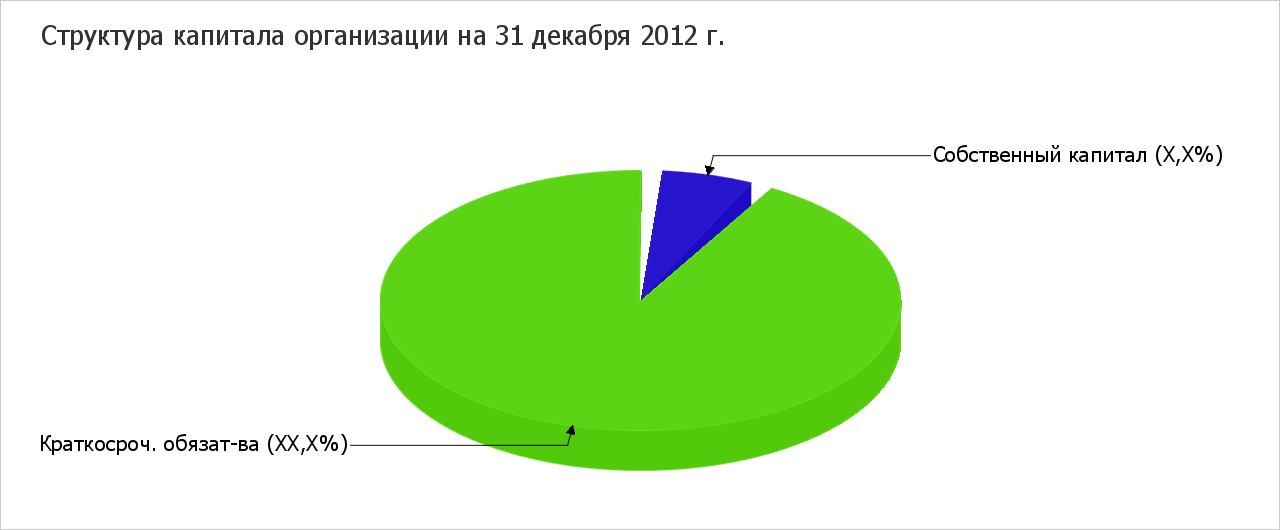 Структура капитала организации на 31 декабря 2012 г.
Собственный капитал (X,X%)
Краткосроч. обязат-ва (XX,X%)